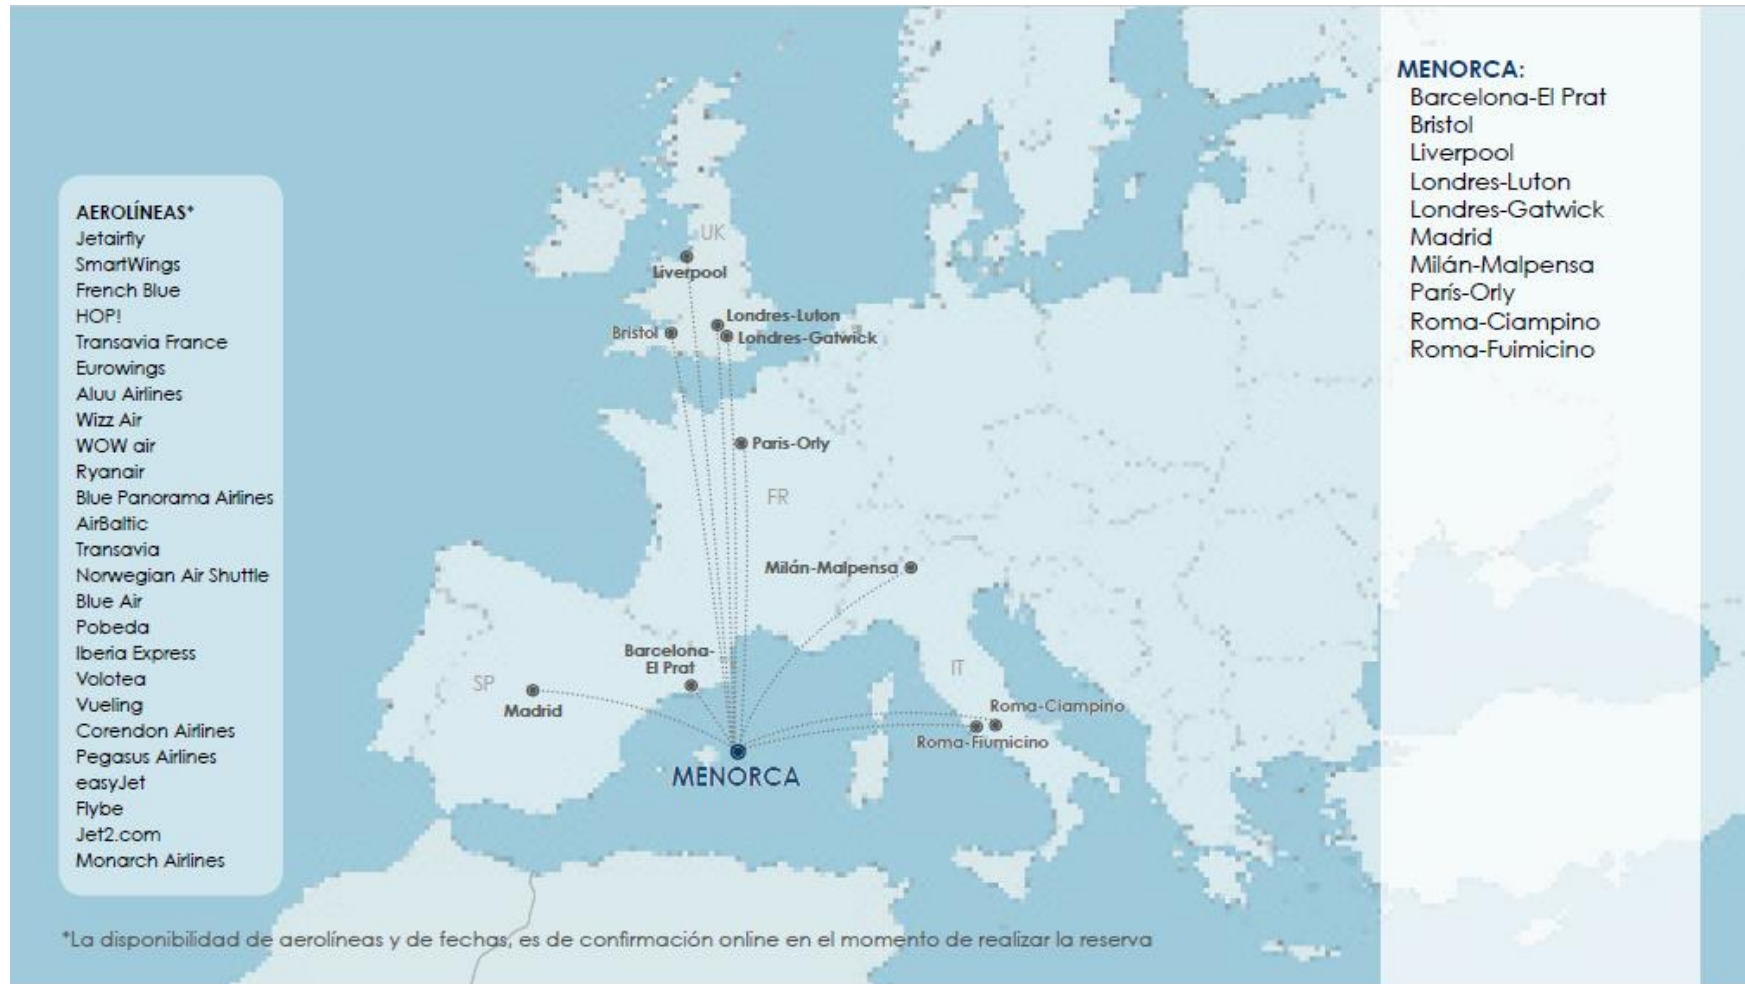 AEROLÍNEAS*
Jetairfly
SmartWings
French Blue
HOP!
Transavia France
Eurowings
Aluu Airlines
Wizz Air
WOW air
Ryanair
Blue Panorama Airlines
AirBaltic
Transavia
Norwegian Air Shuttle
Blue Air
Pobeda
Iberia Express
Volotea
Vueling
Corendon Airlines
Pegasus Airlines
easyJet
Flybe
Jet2.com
Monarch Airlines
UK
Liverpool
Londres-Luton
Bristol
Londres-Gatwick
Paris-Orly
FR
Milán-Malpensa
Barcelona-
El Prat
SP
IT
Madrid
Roma-Ciampino
Roma-Fiumicino
MENORCA
MENORCA:
Barcelona-El Prat
Bristol
Liverpool
Londres-Luton
Londres-Gatwick
Madrid
Milán-Malpensa
París-Orly
Roma-Ciampino
Roma-Fuimicino
*La disponibilidad de aerolíneas y de fechas, es de confirmación online en el momento de realizar la reserva